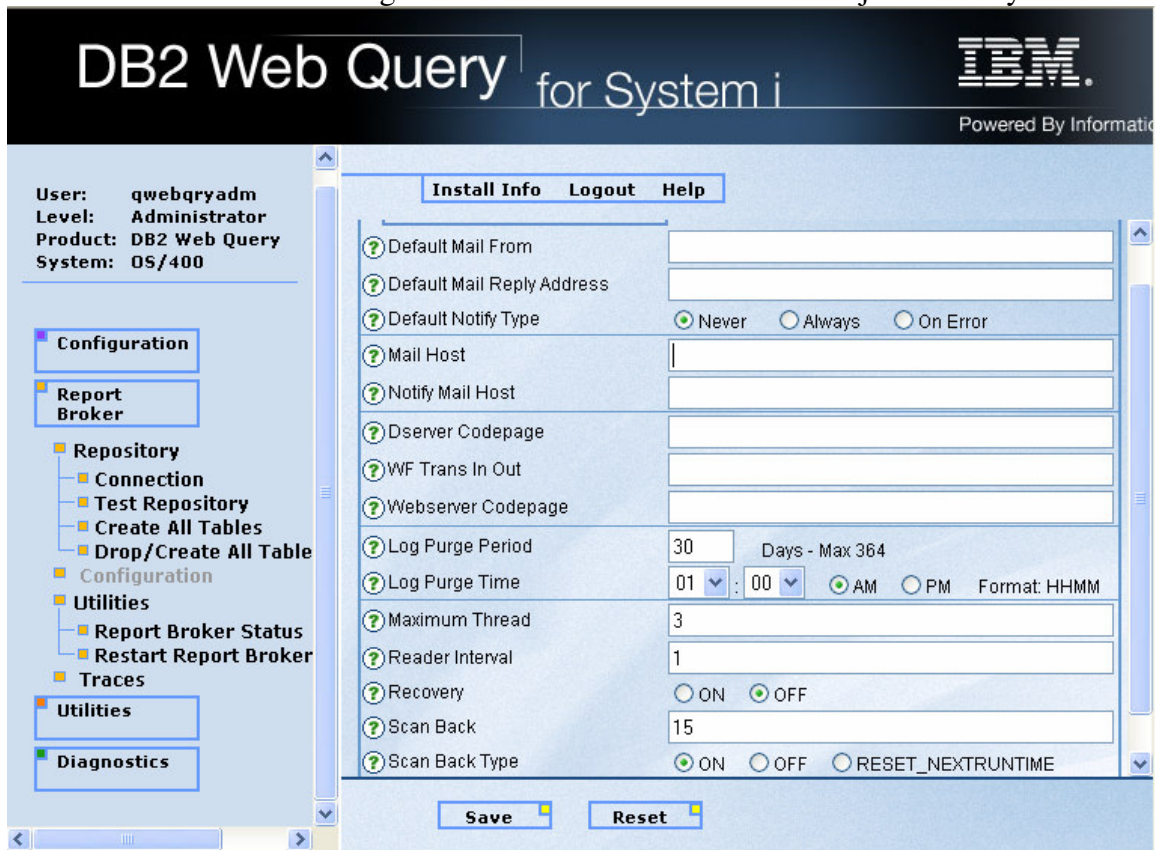 DB2 Web Query for System i
IBM.
Powered By Informatio
User: qwebqryadm
Level: Administrator
Product: DB2 Web Query
System: OS/400
Configuration
Report
Broker
Repository
Connection
Test Repository
Create All Tables
Drop/Create All Table
Configuration
Utilities
Report Broker Status
Restart Report Broker
Traces
Utilities
Diagnostics
Install Info Logout Help
Default Mail From
Default Mail Reply Address
Default Notify Type Never Always On Error
Mail Host
Notify Mail Host
Dserver Codepage
WF Trans In Out
Webserver Codepage
Log Purge Period 30 Days - Max 364
Log Purge Time 01 : 00 AM PM Format: HHMM
Maximum Thread 3
Reader Interval 1
Recovery ON OFF
Scan Back 15
Scan Back Type ON OFF RESET_NEXTRUNTIME
Save Reset